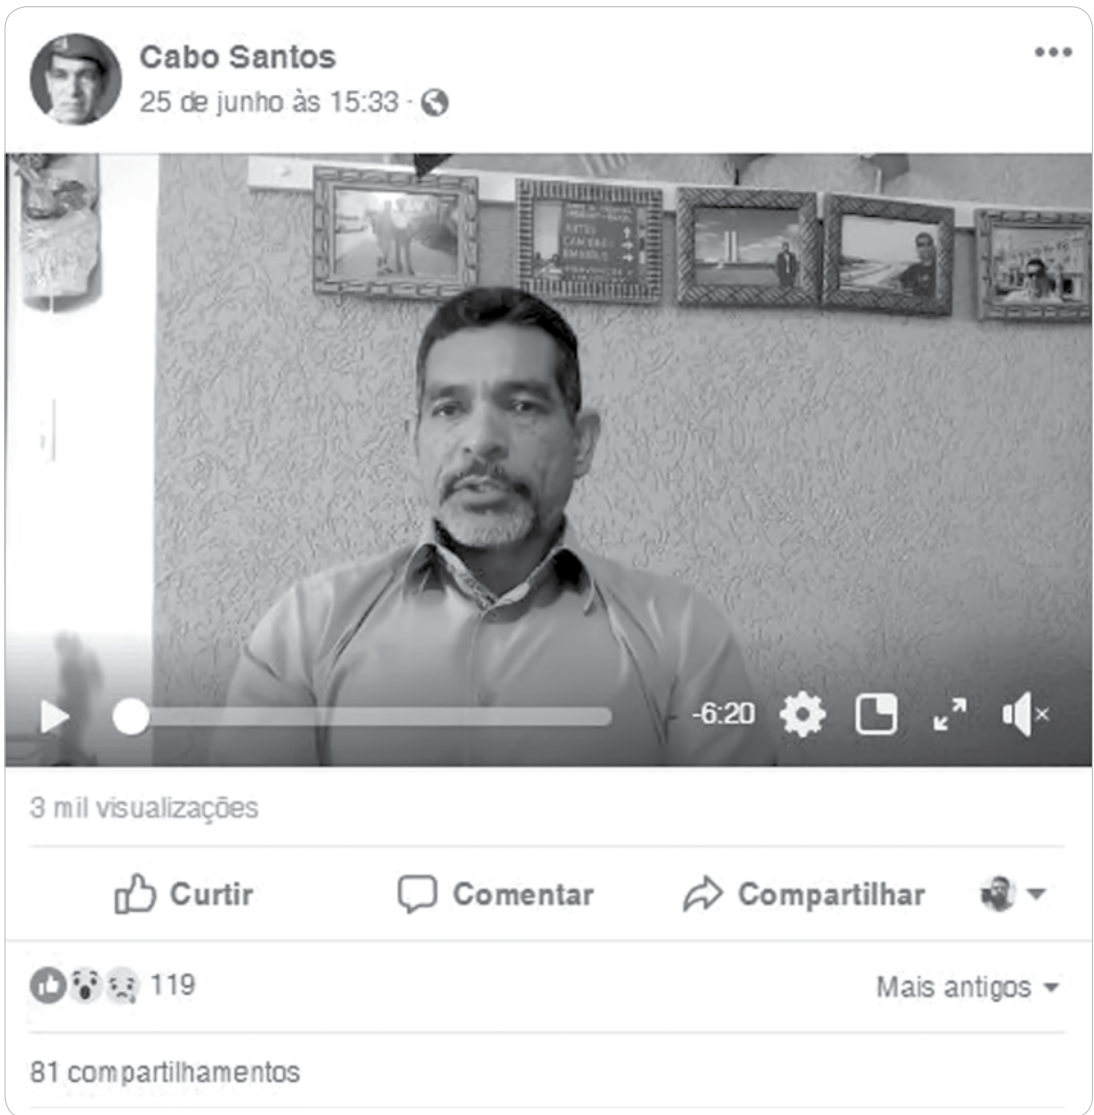 Cabo Santos
25 de junho às 15:33 ·
-6:20
3 mil visualizações
Curtir Comentar Compartilhar
119 Mais antigos
81 compartilhamentos